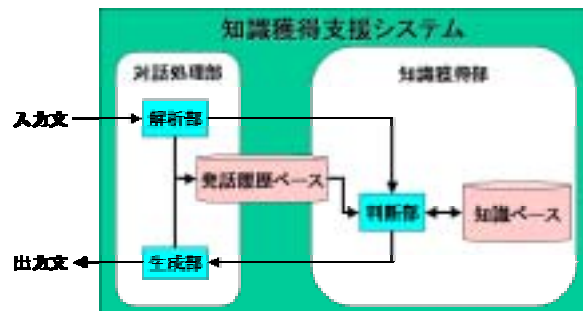 知識獲得支援システム
対話処理部
知識獲得部
入力文
解析部
発話履歴ベース
判断部
知識ベース
出力文
生成部